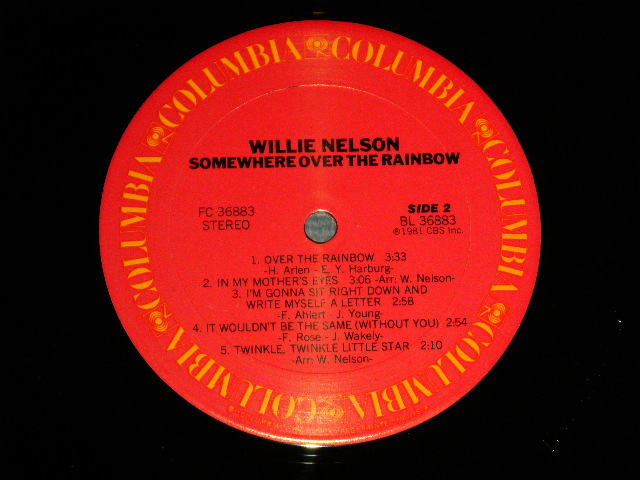 COLUMBIA COLUMBIA COLUMBIA COLUMBIA COLUMBIA COLUMBIA
WILLIE NELSON
SOMEWHERE OVER THE RAINBOW
FC 36883
STEREO
SIDE 2
BL 36883
℗1981 CBS Inc.
1. OVER THE RAINBOW 3:33
-H. Arlen - E. Y. Harburg-
2. IN MY MOTHER'S EYES 3:06 -Arr: W. Nelson-
3. I'M GONNA SIT RIGHT DOWN AND
WRITE MYSELF A LETTER 2:58
-F. Ahlert - J. Young-
4. IT WOULDN'T BE THE SAME (WITHOUT YOU) 2:54
-F. Rose - J. Wakely-
5. TWINKLE, TWINKLE LITTLE STAR 2:10
-Arr: W. Nelson-